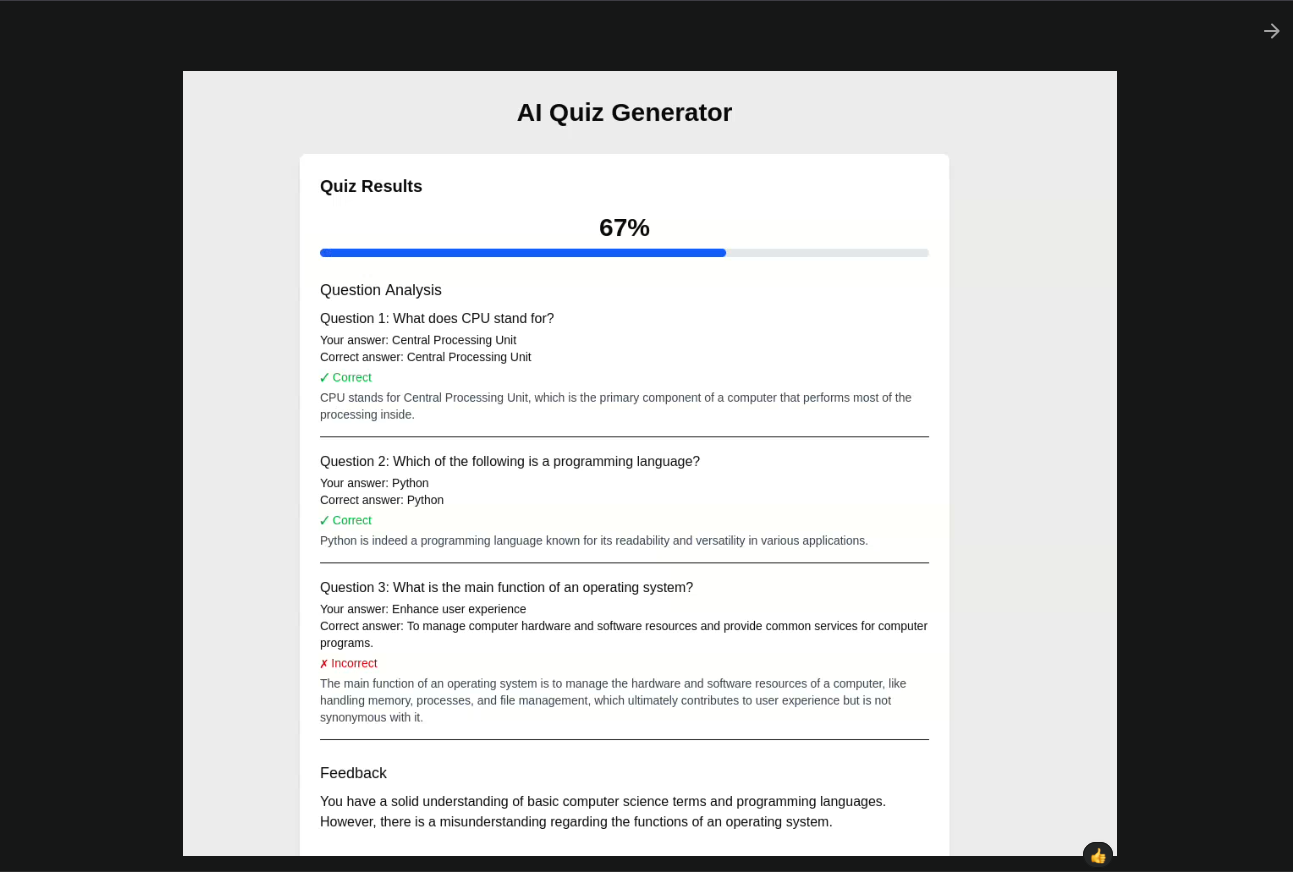 AI Quiz Generator
Quiz Results
67%
Question Analysis
Question 1: What does CPU stand for?
Your answer: Central Processing Unit
Correct answer: Central Processing Unit
✓ Correct
CPU stands for Central Processing Unit, which is the primary component of a computer that performs most of the
processing inside.
Question 2: Which of the following is a programming language?
Your answer: Python
Correct answer: Python
✓ Correct
Python is indeed a programming language known for its readability and versatility in various applications.
Question 3: What is the main function of an operating system?
Your answer: Enhance user experience
Correct answer: To manage computer hardware and software resources and provide common services for computer
programs.
✗ Incorrect
The main function of an operating system is to manage the hardware and software resources of a computer, like
handling memory, processes, and file management, which ultimately contributes to user experience but is not
synonymous with it.
Feedback
You have a solid understanding of basic computer science terms and programming languages.
However, there is a misunderstanding regarding the functions of an operating system.